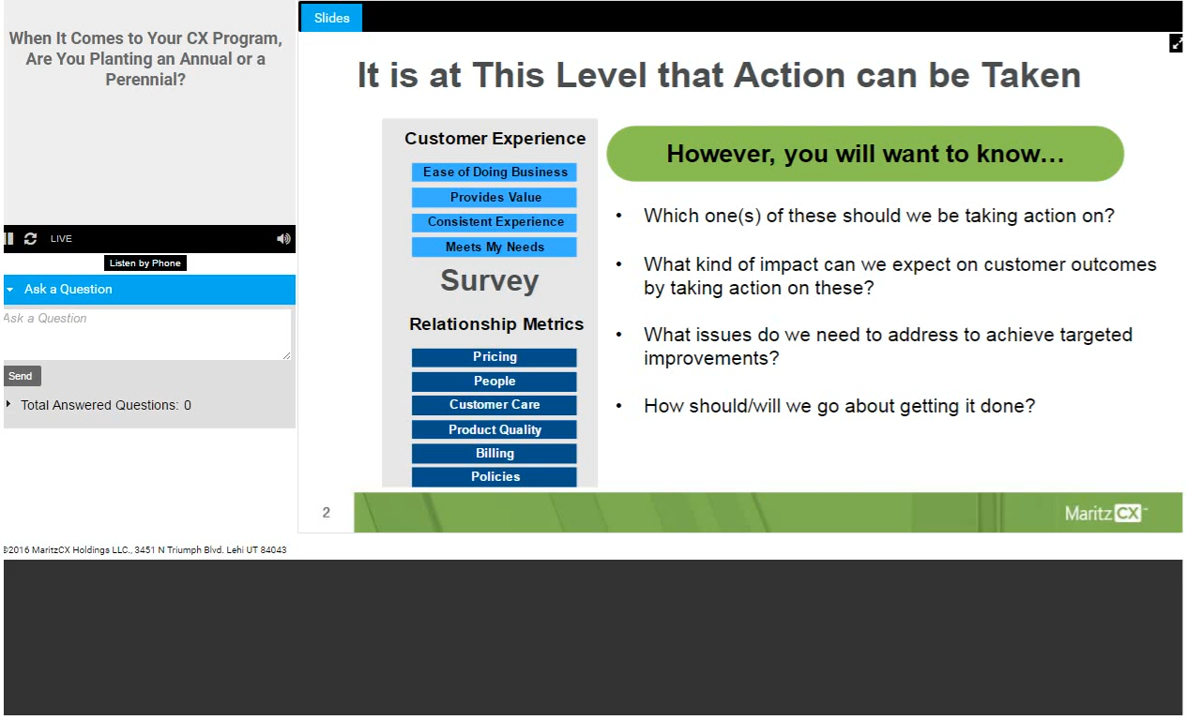 When It Comes to Your CX Program,
Are You Planting an Annual or a
Perennial?
LIVE
Listen by Phone
Ask a Question
Ask a Question
Send
Total Answered Questions: 0
©2016 MaritzCX Holdings LLC., 3451 N Triumph Blvd. Lehi UT 84043
Slides
It is at This Level that Action can be Taken
Customer Experience
Ease of Doing Business
Provides Value
Consistent Experience
Meets My Needs
Survey
Relationship Metrics
Pricing
People
Customer Care
Product Quality
Billing
Policies
However, you will want to know…
• Which one(s) of these should we be taking action on?
• What kind of impact can we expect on customer outcomes
by taking action on these?
• What issues do we need to address to achieve targeted
improvements?
• How should/will we go about getting it done?
2
MaritzCX